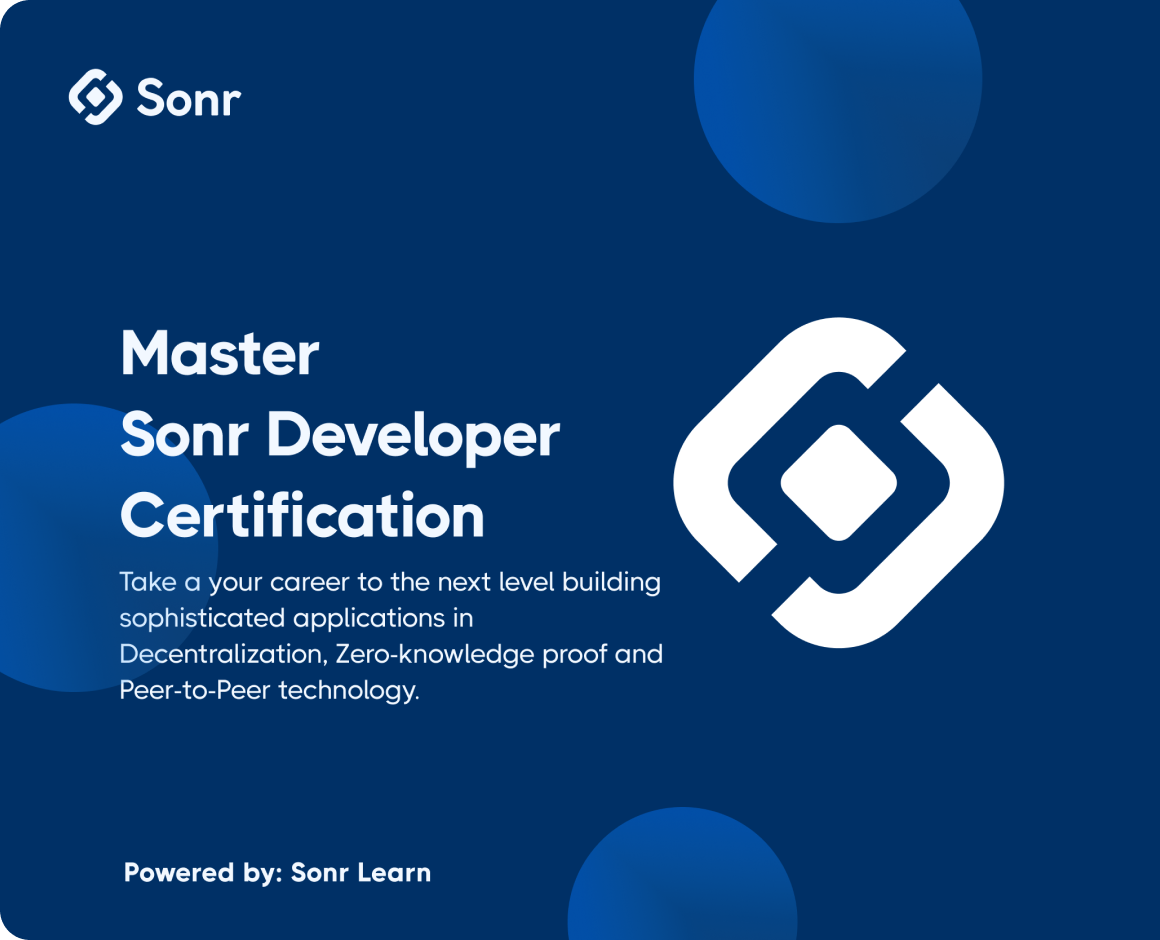 Sonr
Master
Sonr Developer
Certification
Take a your career to the next level building
sophisticated applications in
Decentralization, Zero-knowledge proof and
Peer-to-Peer technology.
Powered by: Sonr Learn